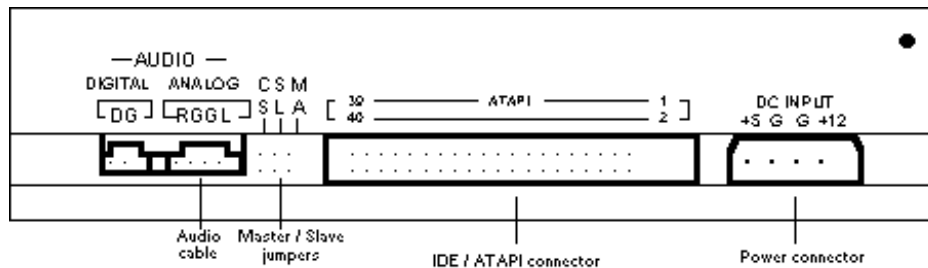 AUDIO
DIGITAL ANALOG C S M
DG RGGL S L A
39 ATAPI 1
40 2
DC INPUT
+5 G G +12
Audio cable
Master / Slave jumpers
IDE / ATAPI connector
Power connector